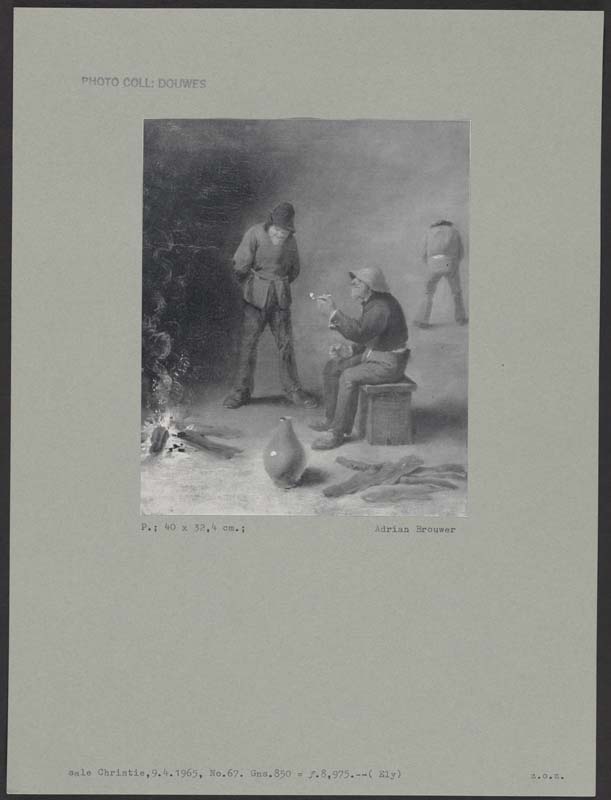 PHOTO COLL: DOUWES
P.; 40 x 32,4 cm.; Adrian Brouwer
sale Christie,9.4.1965, No.67. Gns.850 = ƒ.8,975.--( Ely) z.o.z.